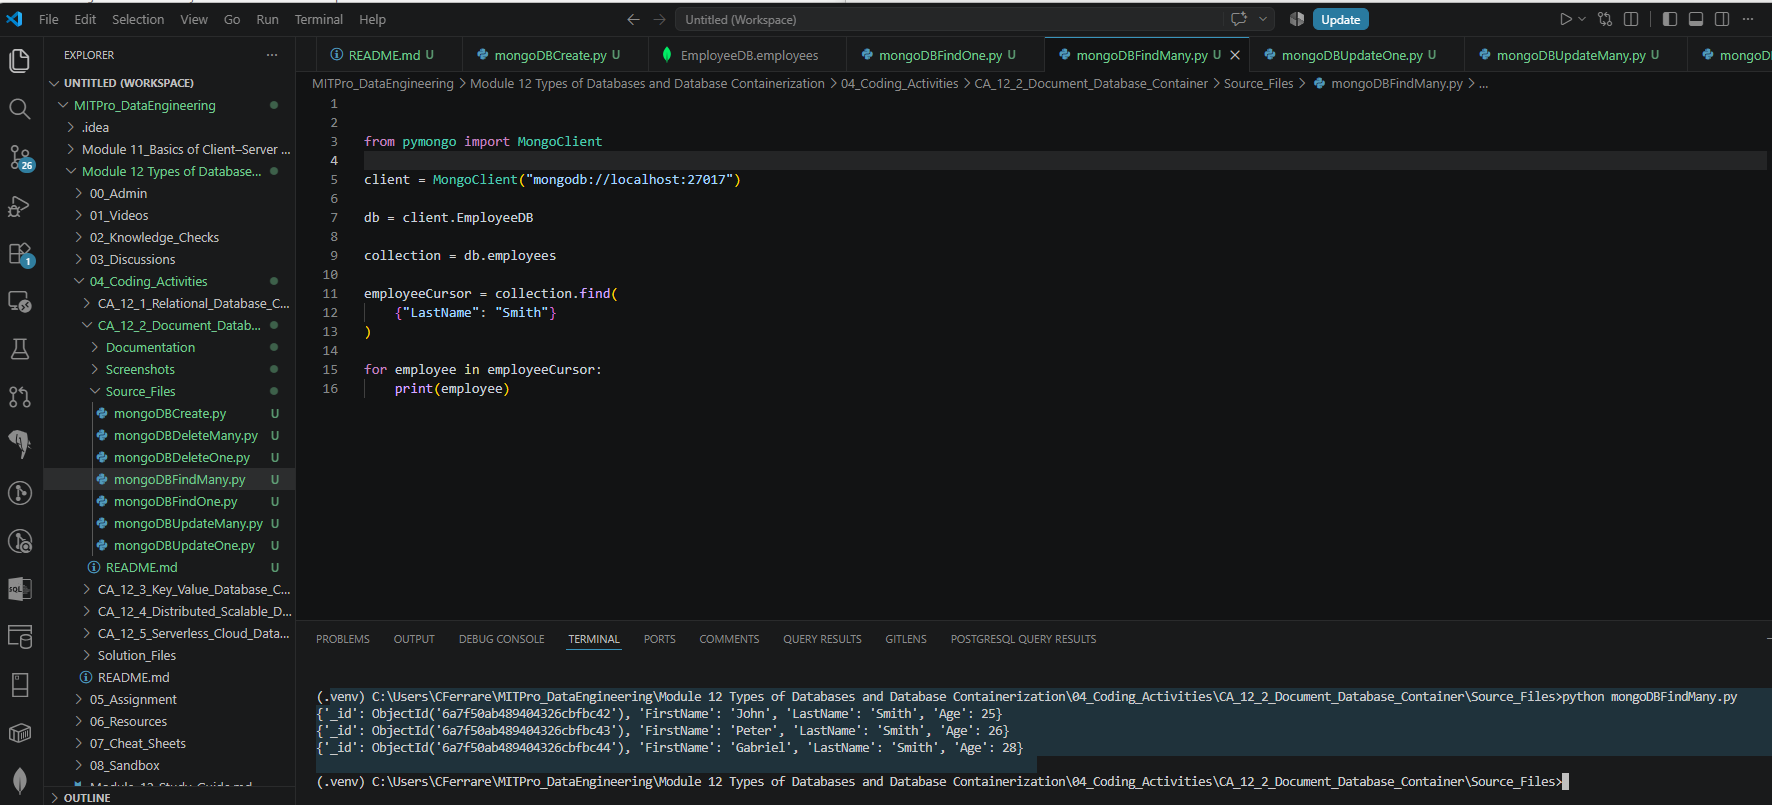 File Edit Selection View Go Run Terminal Help
Untitled (Workspace)
Update
EXPLORER
README.md U
mongoDBCreate.py U
EmployeeDB.employees
mongoDBFindOne.py U
mongoDBFindMany.py U
mongoDBUpdateOne.py U
mongoDBUpdateMany.py U
MITPro_DataEngineering > Module 12 Types of Databases and Database Containerization > 04_Coding_Activities > CA_12_2_Document_Database_Container > Source_Files > mongoDBFindMany.py > ...
UNTITLED (WORKSPACE)
MITPro_DataEngineering
.idea
Module 11_Basics of Client–Server ...
Module 12 Types of Database...
00_Admin
01_Videos
02_Knowledge_Checks
03_Discussions
04_Coding_Activities
CA_12_1_Relational_Database_C...
CA_12_2_Document_Datab...
Documentation
Screenshots
Source_Files
mongoDBCreate.py U
mongoDBDeleteMany.py U
mongoDBDeleteOne.py U
mongoDBFindMany.py U
mongoDBFindOne.py U
mongoDBUpdateMany.py U
mongoDBUpdateOne.py U
README.md U
CA_12_3_Key_Value_Database_C...
CA_12_4_Distributed_Scalable_D...
CA_12_5_Serverless_Cloud_Data...
Solution_Files
README.md
05_Assignment
06_Resources
07_Cheat_Sheets
08_Sandbox
OUTLINE
26
1
1
2
3 from pymongo import MongoClient
4
5 client = MongoClient("mongodb://localhost:27017")
6
7 db = client.EmployeeDB
8
9 collection = db.employees
10
11 employeeCursor = collection.find(
12 {"LastName": "Smith"}
13 )
14
15 for employee in employeeCursor:
16 print(employee)
PROBLEMS OUTPUT DEBUG CONSOLE TERMINAL PORTS COMMENTS QUERY RESULTS GITLENS POSTGRESQL QUERY RESULTS
(.venv) C:\Users\CFerrare\MITPro_DataEngineering\Module 12 Types of Databases and Database Containerization\04_Coding_Activities\CA_12_2_Document_Database_Container\Source_Files>python mongoDBFindMany.py
{'_id': ObjectId('6a7f50ab489404326cbfbc42'), 'FirstName': 'John', 'LastName': 'Smith', 'Age': 25}
{'_id': ObjectId('6a7f50ab489404326cbfbc43'), 'FirstName': 'Peter', 'LastName': 'Smith', 'Age': 26}
{'_id': ObjectId('6a7f50ab489404326cbfbc44'), 'FirstName': 'Gabriel', 'LastName': 'Smith', 'Age': 28}
(.venv) C:\Users\CFerrare\MITPro_DataEngineering\Module 12 Types of Databases and Database Containerization\04_Coding_Activities\CA_12_2_Document_Database_Container\Source_Files>